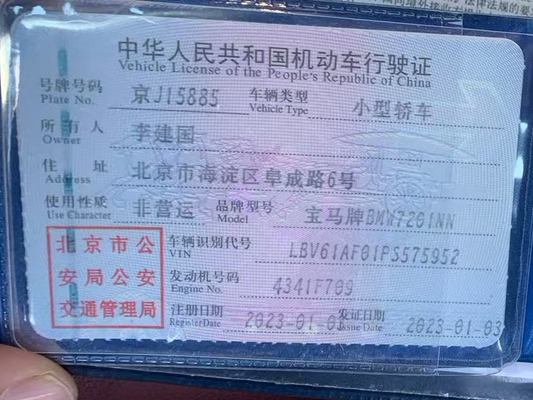 中华人民共和国机动车行驶证
Vehicle License of the People's Republic of China
号牌号码 京J15885 车辆类型 小型轿车
Plate No. Vehicle Type
所有人 李建国
Owner
住址 北京市海淀区阜成路6号
Address
使用性质 非营运 品牌型号 宝马牌BMW7201NN
Use Character Model
北京市公安局公安交通管理局
车辆识别代号 LBV61AF01PS575952
VIN
发动机号码 4341F709
Engine No.
注册日期 2023-01-03 发证日期 2023-01-03
RegisterDate Issue Date